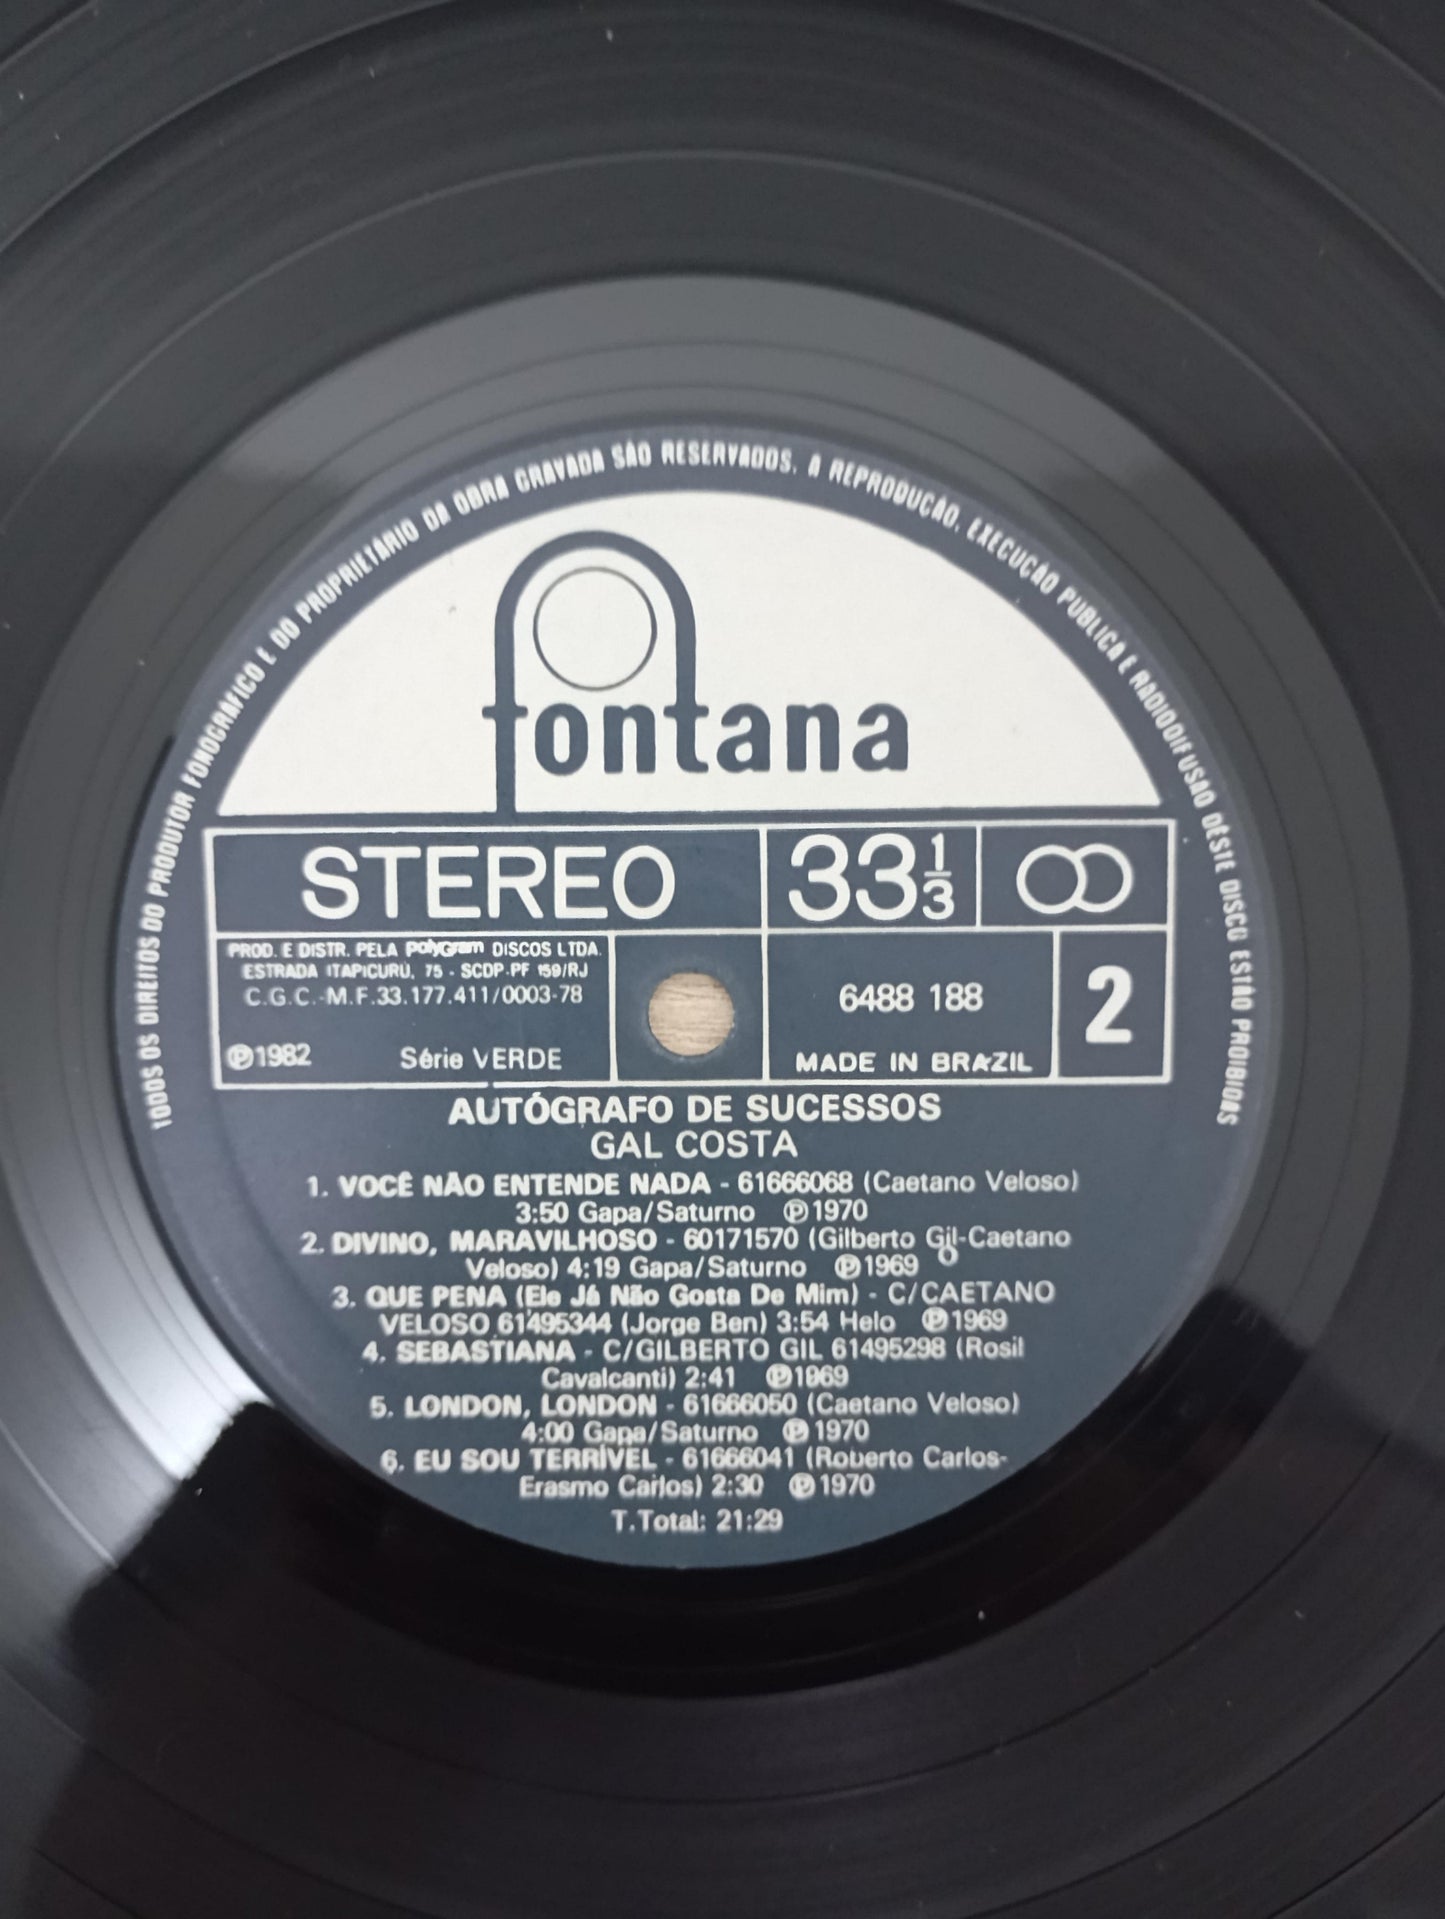 TODOS OS DIREITOS DO PRODUTOR FONOGRÁFICO E DO PROPRIETÁRIO DA OBRA GRAVADA SÃO RESERVADOS. A REPRODUÇÃO, EXECUÇÃO PÚBLICA E RADIODIFUSÃO DESTE DISCO ESTÃO PROIBIDAS
fontana
STEREO 33 1/3
PROD. E DISTR. PELA PolyGram DISCOS LTDA.
ESTRADA ITAPICURU, 75 - SCDP-PF 159/RJ
C.G.C.-M.F.33.177.411/0003-78
℗1982 Série VERDE
6488 188
MADE IN BRAZIL
2
AUTÓGRAFO DE SUCESSOS
GAL COSTA
1. VOCÊ NÃO ENTENDE NADA - 61666068 (Caetano Veloso)
3:50 Gapa/Saturno ℗1970
2. DIVINO, MARAVILHOSO - 60171570 (Gilberto Gil-Caetano
Veloso) 4:19 Gapa/Saturno ℗1969
3. QUE PENA (Ele Já Não Gosta De Mim) - C/CAETANO
VELOSO 61495344 (Jorge Ben) 3:54 Helo ℗1969
4. SEBASTIANA - C/GILBERTO GIL 61495298 (Rosil
Cavalcanti) 2:41 ℗1969
5. LONDON, LONDON - 61666050 (Caetano Veloso)
4:00 Gapa/Saturno ℗1970
6. EU SOU TERRÍVEL - 61666041 (Roberto Carlos-
Erasmo Carlos) 2:30 ℗1970
T.Total: 21:29